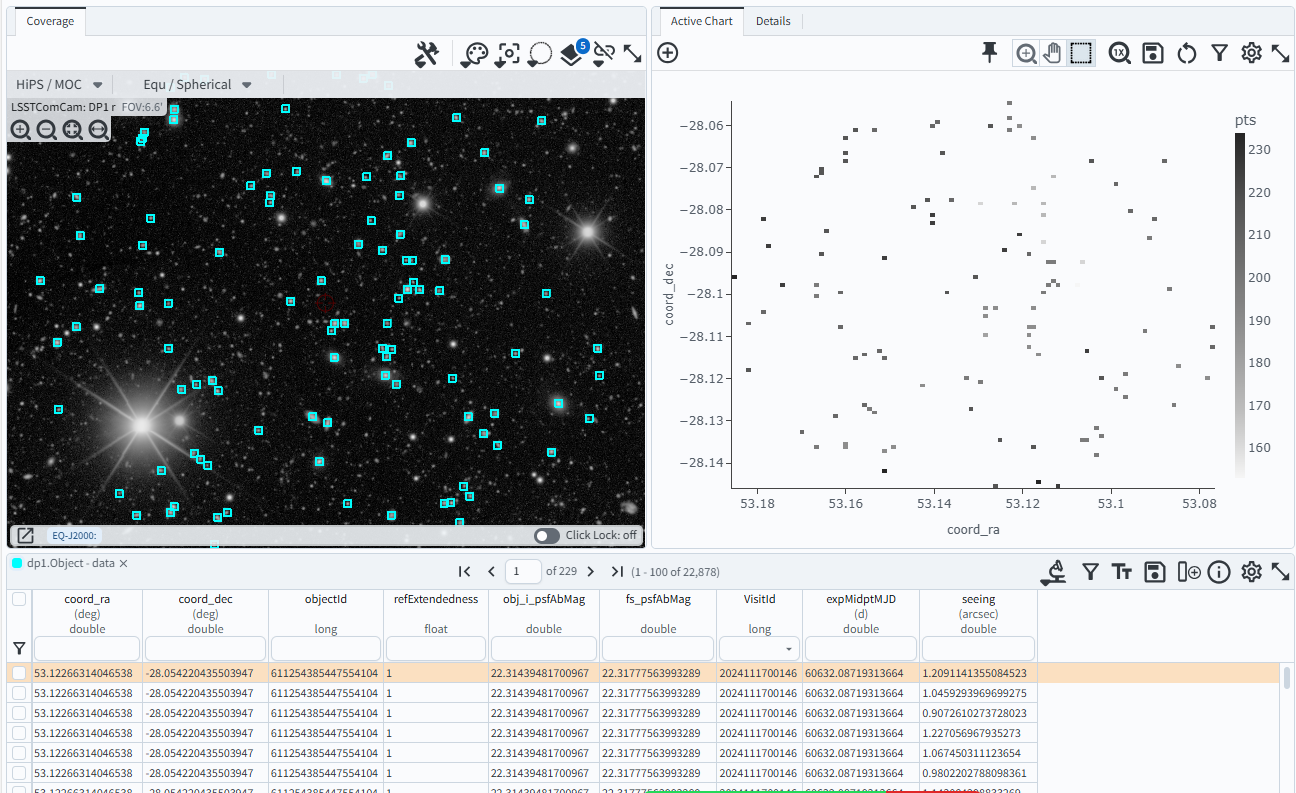 Coverage
5
HiPS / MOC Equ / Spherical
LSSTComCam: DP1 r FOV:6.6'
EQ-J2000: Click Lock: off
Active Chart Details
1X
pts
−28.06
−28.07
−28.08
−28.09
−28.1
−28.11
−28.12
−28.13
−28.14
coord_dec
53.18 53.16 53.14 53.12 53.1 53.08
coord_ra
230
220
210
200
190
180
170
160
dp1.Object - data ×
1 of 229 (1 - 100 of 22,878)
coord_ra coord_dec objectId refExtendedness obj_i_psfAbMag fs_psfAbMag VisitId expMidptMJD seeing
(deg) (deg) (d) (arcsec)
double double long float double double long double double
53.12266314046538 -28.054220435503947 611254385447554104 1 22.31439481700967 22.31777563993289 2024111700146 60632.08719313664 1.2091141355084523
53.12266314046538 -28.054220435503947 611254385447554104 1 22.31439481700967 22.31777563993289 2024111700146 60632.08719313664 1.0459293969699275
53.12266314046538 -28.054220435503947 611254385447554104 1 22.31439481700967 22.31777563993289 2024111700146 60632.08719313664 0.9072610273728023
53.12266314046538 -28.054220435503947 611254385447554104 1 22.31439481700967 22.31777563993289 2024111700146 60632.08719313664 1.227056967935273
53.12266314046538 -28.054220435503947 611254385447554104 1 22.31439481700967 22.31777563993289 2024111700146 60632.08719313664 1.067450311123654
53.12266314046538 -28.054220435503947 611254385447554104 1 22.31439481700967 22.31777563993289 2024111700146 60632.08719313664 0.9802202788098361